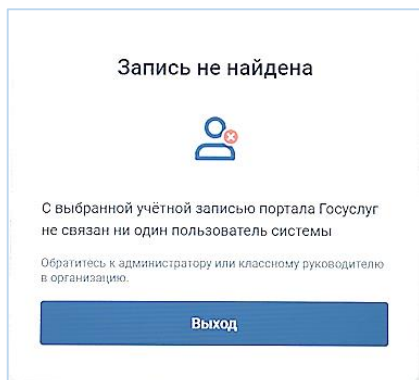 Запись не найдена
С выбранной учётной записью портала Госуслуг
не связан ни один пользователь системы
Обратитесь к администратору или классному руководителю
в организацию.
Выход